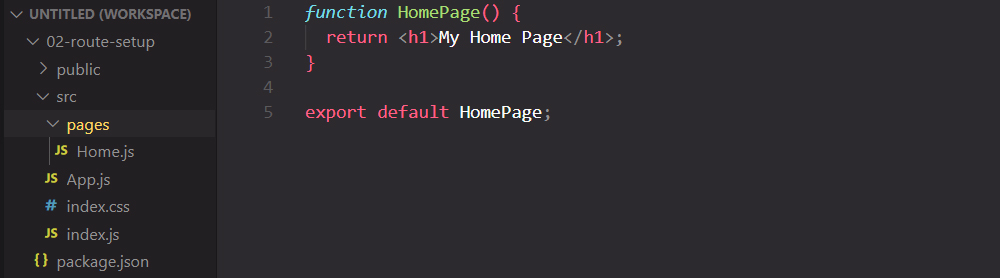 UNTITLED (WORKSPACE)
02-route-setup
public
src
pages
JS Home.js
JS App.js
# index.css
JS index.js
{} package.json
1 function HomePage() {
2 return <h1>My Home Page</h1>;
3 }
4
5 export default HomePage;